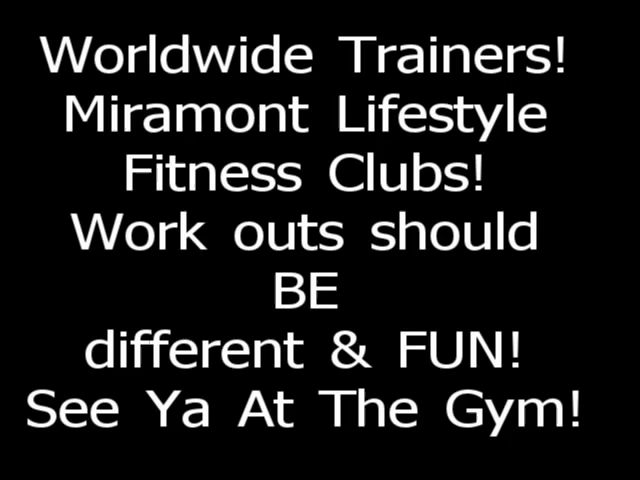 Worldwide Trainers!
Miramont Lifestyle
Fitness Clubs!
Work outs should
BE
different & FUN!
See Ya At The Gym!